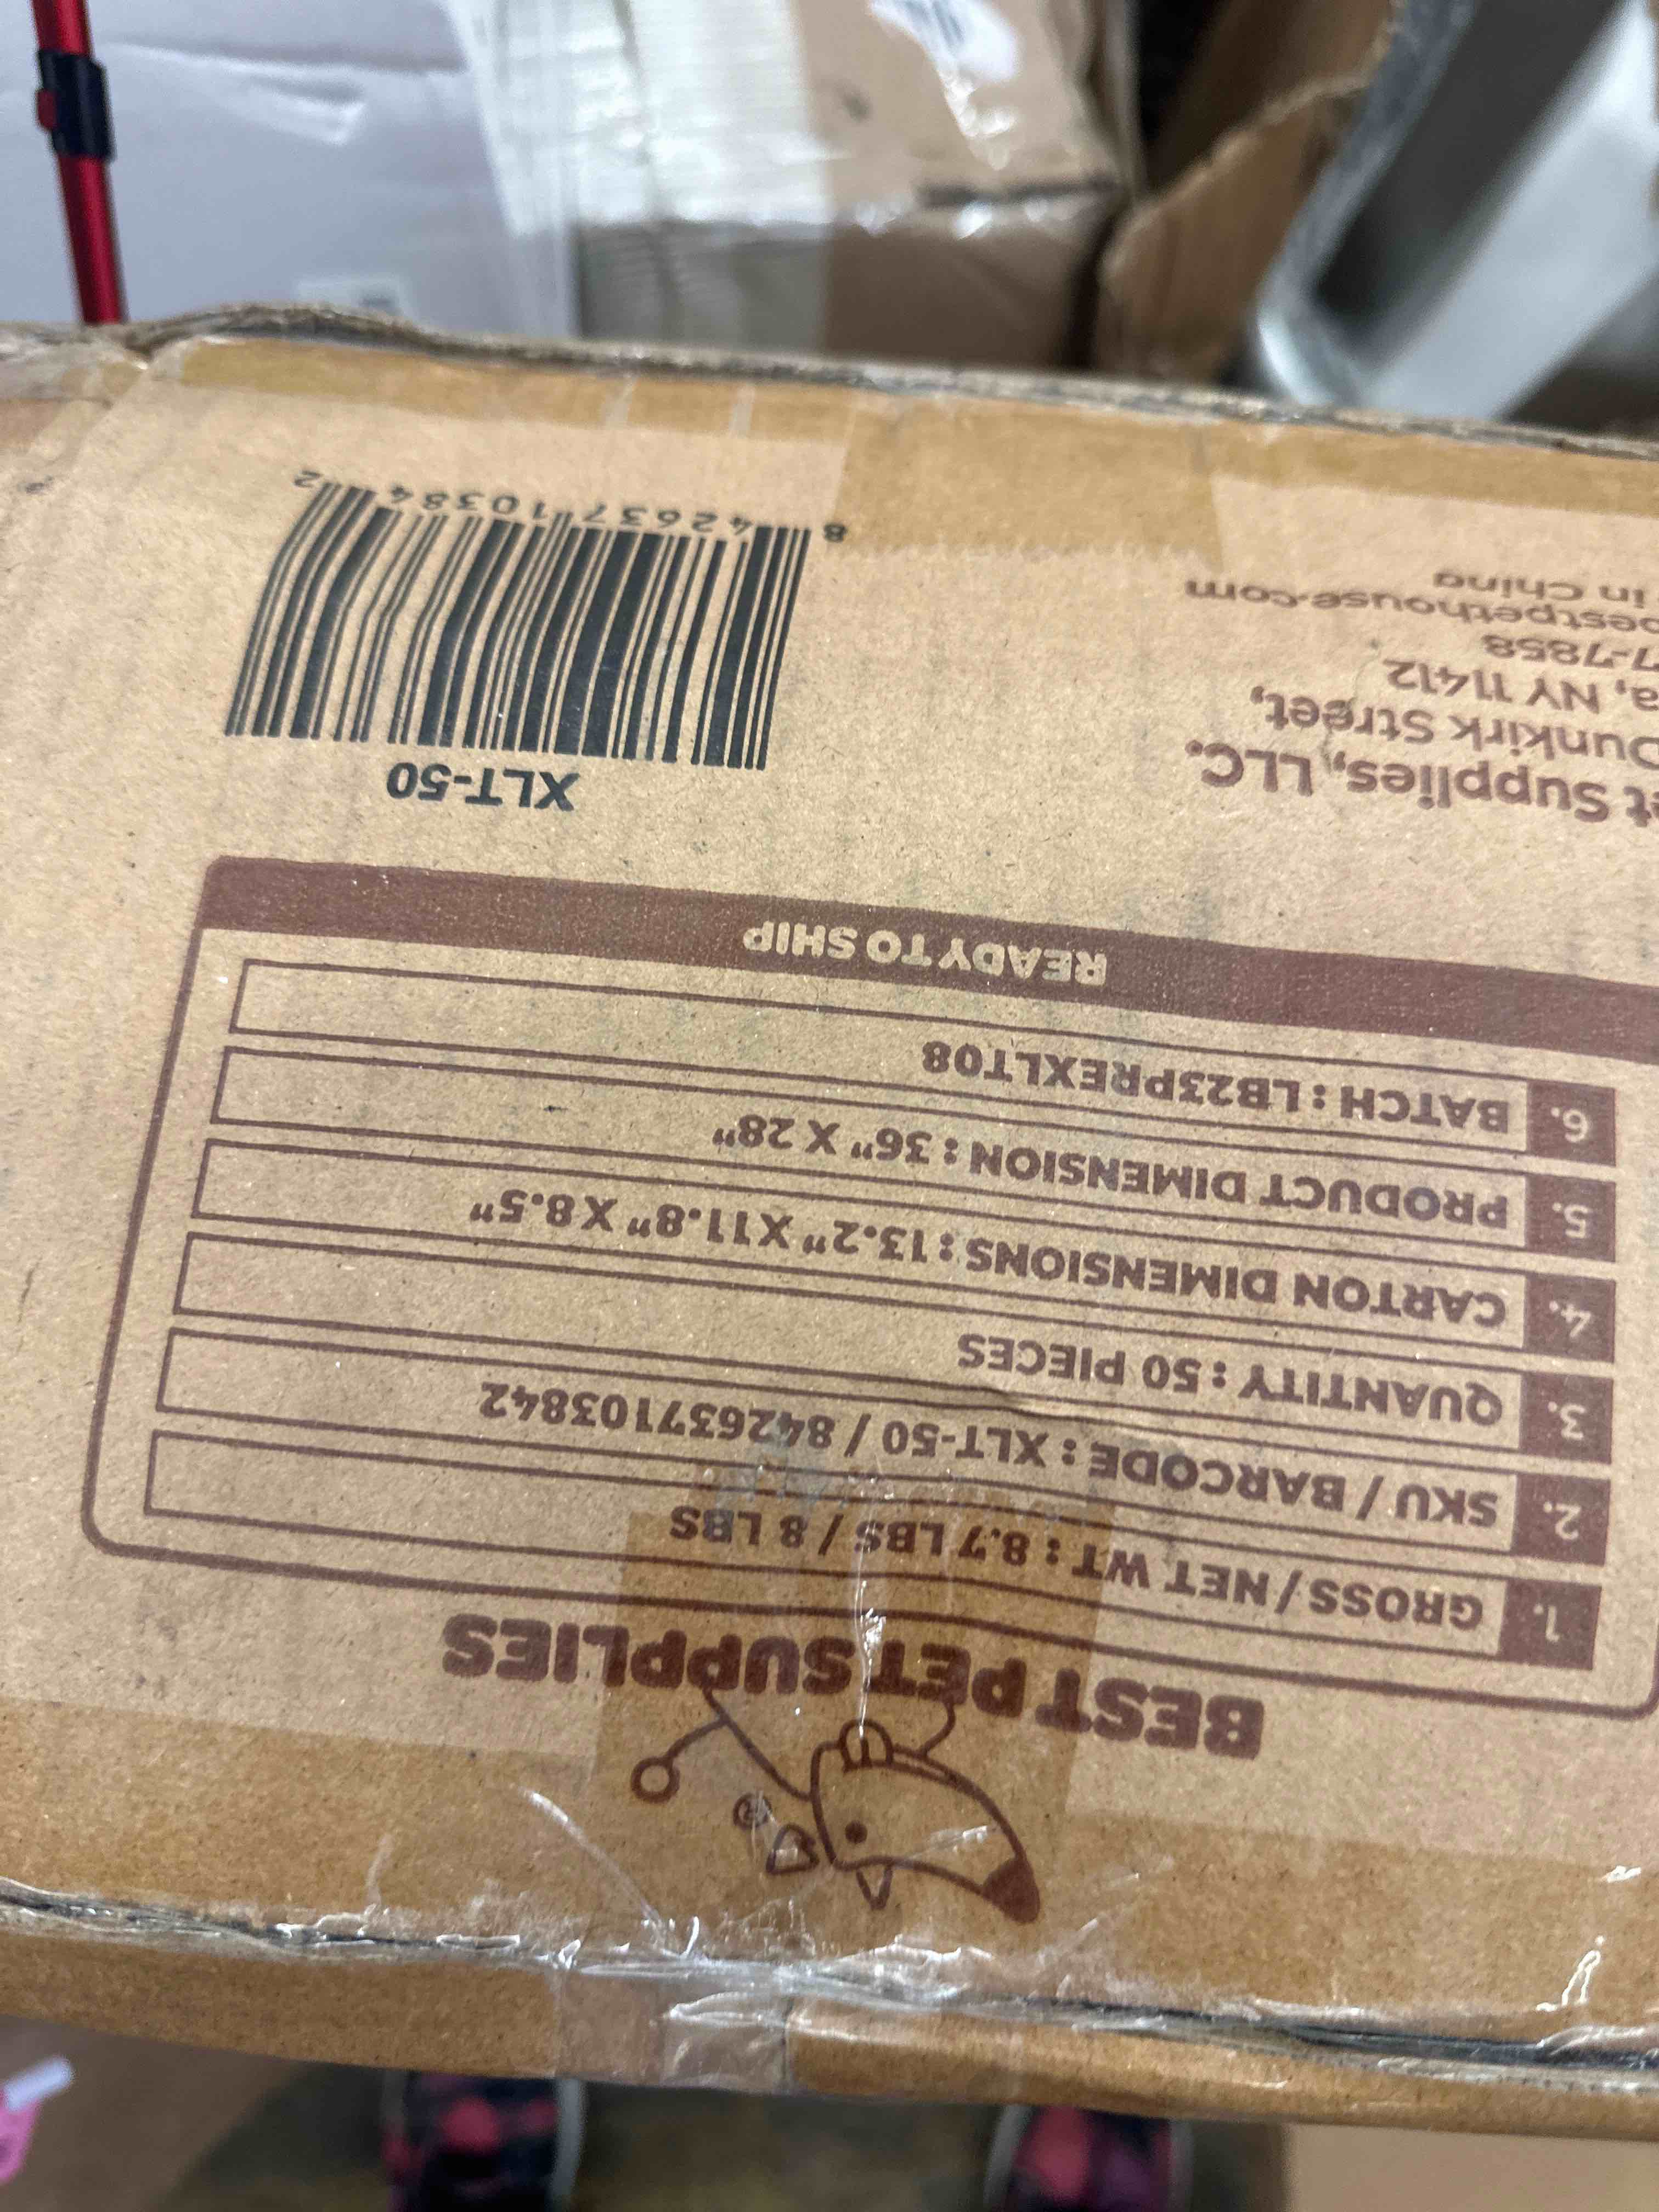 ®
BEST PET SUPPLIES
1. GROSS / NET WT : 8.7 LBS / 8 LBS
2. SKU / BARCODE : XLT-50 / 842637103842
3. QUANTITY : 50 PIECES
4. CARTON DIMENSIONS : 13.2" X 11.8" X 8.5"
5. PRODUCT DIMENSION : 36" X 28"
6. BATCH : LB23PREXLT08
READY TO SHIP
et Supplies, LLC.
Dunkirk Street,
a, NY 11412
7-7858
bestpethouse.com
in China
XLT-50
8 42637 10384 2